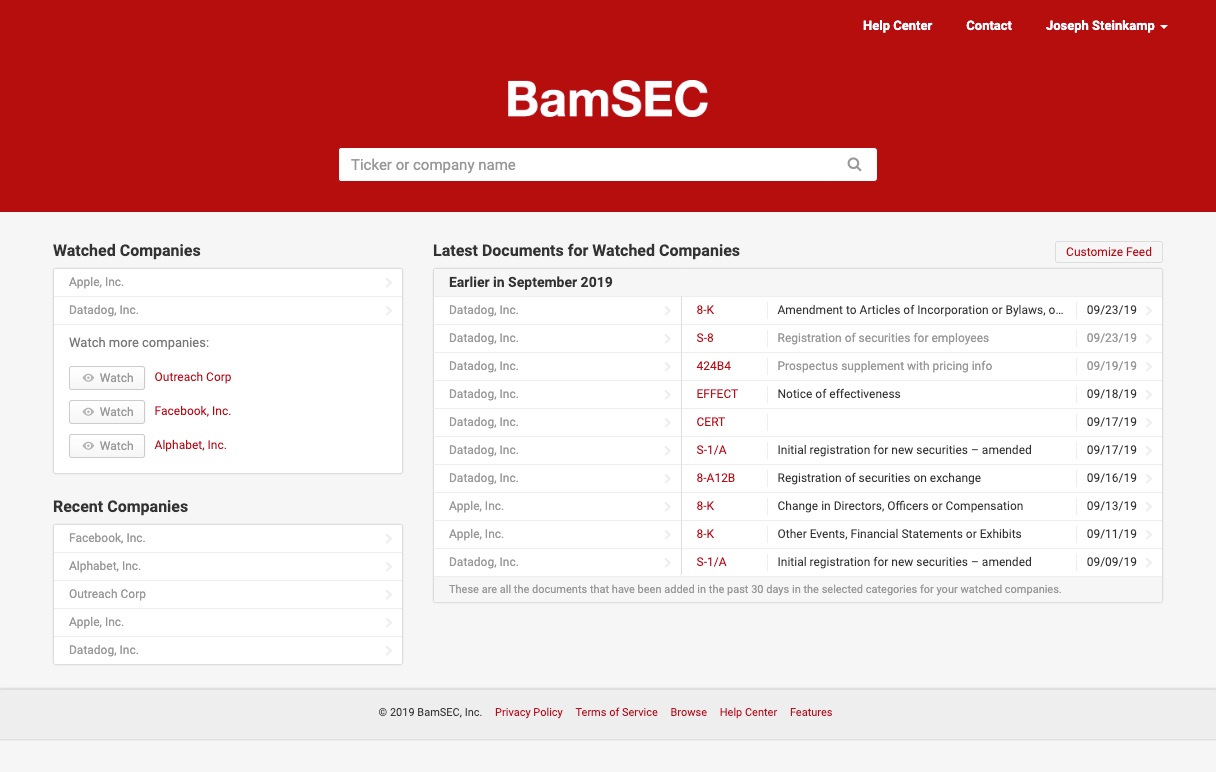 Help Center Contact Joseph Steinkamp
BamSEC
Ticker or company name
Watched Companies
Apple, Inc.
Datadog, Inc.
Watch more companies:
Watch Outreach Corp
Watch Facebook, Inc.
Watch Alphabet, Inc.
Recent Companies
Facebook, Inc.
Alphabet, Inc.
Outreach Corp
Apple, Inc.
Datadog, Inc.
Latest Documents for Watched Companies Customize Feed
Earlier in September 2019
Datadog, Inc. 8-K Amendment to Articles of Incorporation or Bylaws, o... 09/23/19
Datadog, Inc. S-8 Registration of securities for employees 09/23/19
Datadog, Inc. 424B4 Prospectus supplement with pricing info 09/19/19
Datadog, Inc. EFFECT Notice of effectiveness 09/18/19
Datadog, Inc. CERT 09/17/19
Datadog, Inc. S-1/A Initial registration for new securities – amended 09/17/19
Datadog, Inc. 8-A12B Registration of securities on exchange 09/16/19
Apple, Inc. 8-K Change in Directors, Officers or Compensation 09/13/19
Apple, Inc. 8-K Other Events, Financial Statements or Exhibits 09/11/19
Datadog, Inc. S-1/A Initial registration for new securities – amended 09/09/19
These are all the documents that have been added in the past 30 days in the selected categories for your watched companies.
© 2019 BamSEC, Inc. Privacy Policy Terms of Service Browse Help Center Features